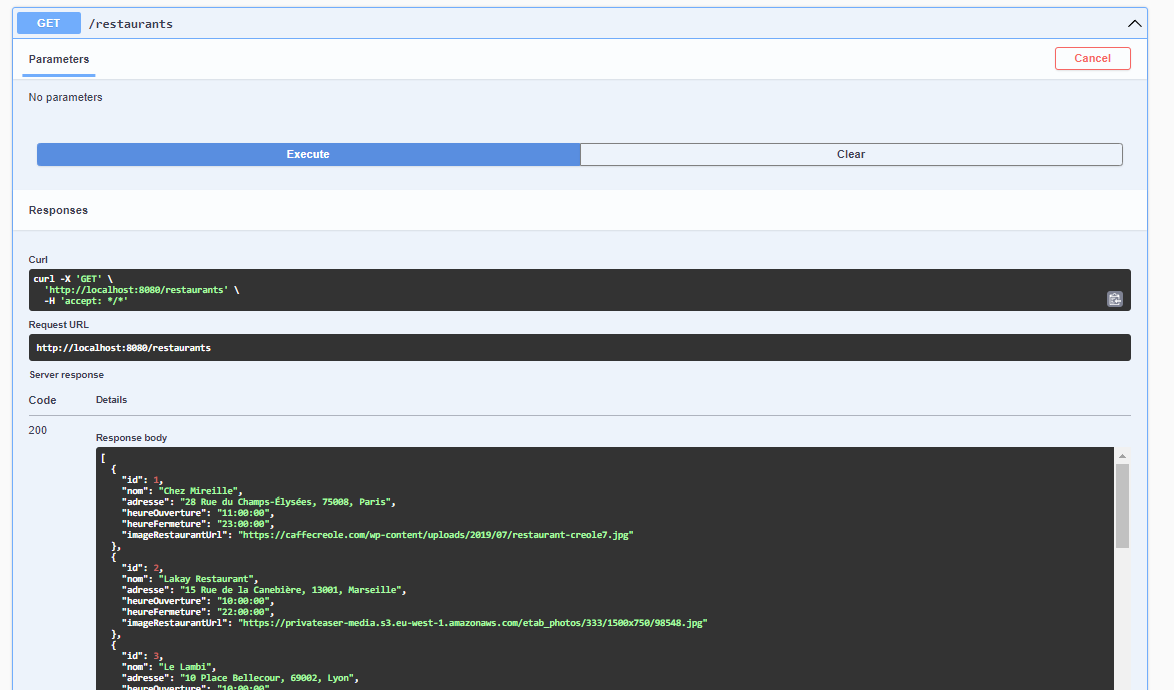 GET /restaurants
Parameters
Cancel
No parameters
Execute
Clear
Responses
Curl
curl -X 'GET' \
  'http://localhost:8080/restaurants' \
  -H 'accept: */*'
Request URL
http://localhost:8080/restaurants
Server response
Code Details
200
Response body
[
  {
    "id": 1,
    "nom": "Chez Mireille",
    "adresse": "28 Rue du Champs-Élysées, 75008, Paris",
    "heureOuverture": "11:00:00",
    "heureFermeture": "23:00:00",
    "imageRestaurantUrl": "https://caffecreole.com/wp-content/uploads/2019/07/restaurant-creole7.jpg"
  },
  {
    "id": 2,
    "nom": "Lakay Restaurant",
    "adresse": "15 Rue de la Canebière, 13001, Marseille",
    "heureOuverture": "10:00:00",
    "heureFermeture": "22:00:00",
    "imageRestaurantUrl": "https://privateaser-media.s3.eu-west-1.amazonaws.com/etab_photos/333/1500x750/98548.jpg"
  },
  {
    "id": 3,
    "nom": "Le Lambi",
    "adresse": "10 Place Bellecour, 69002, Lyon",
    "heureOuverture": "10:00:00"